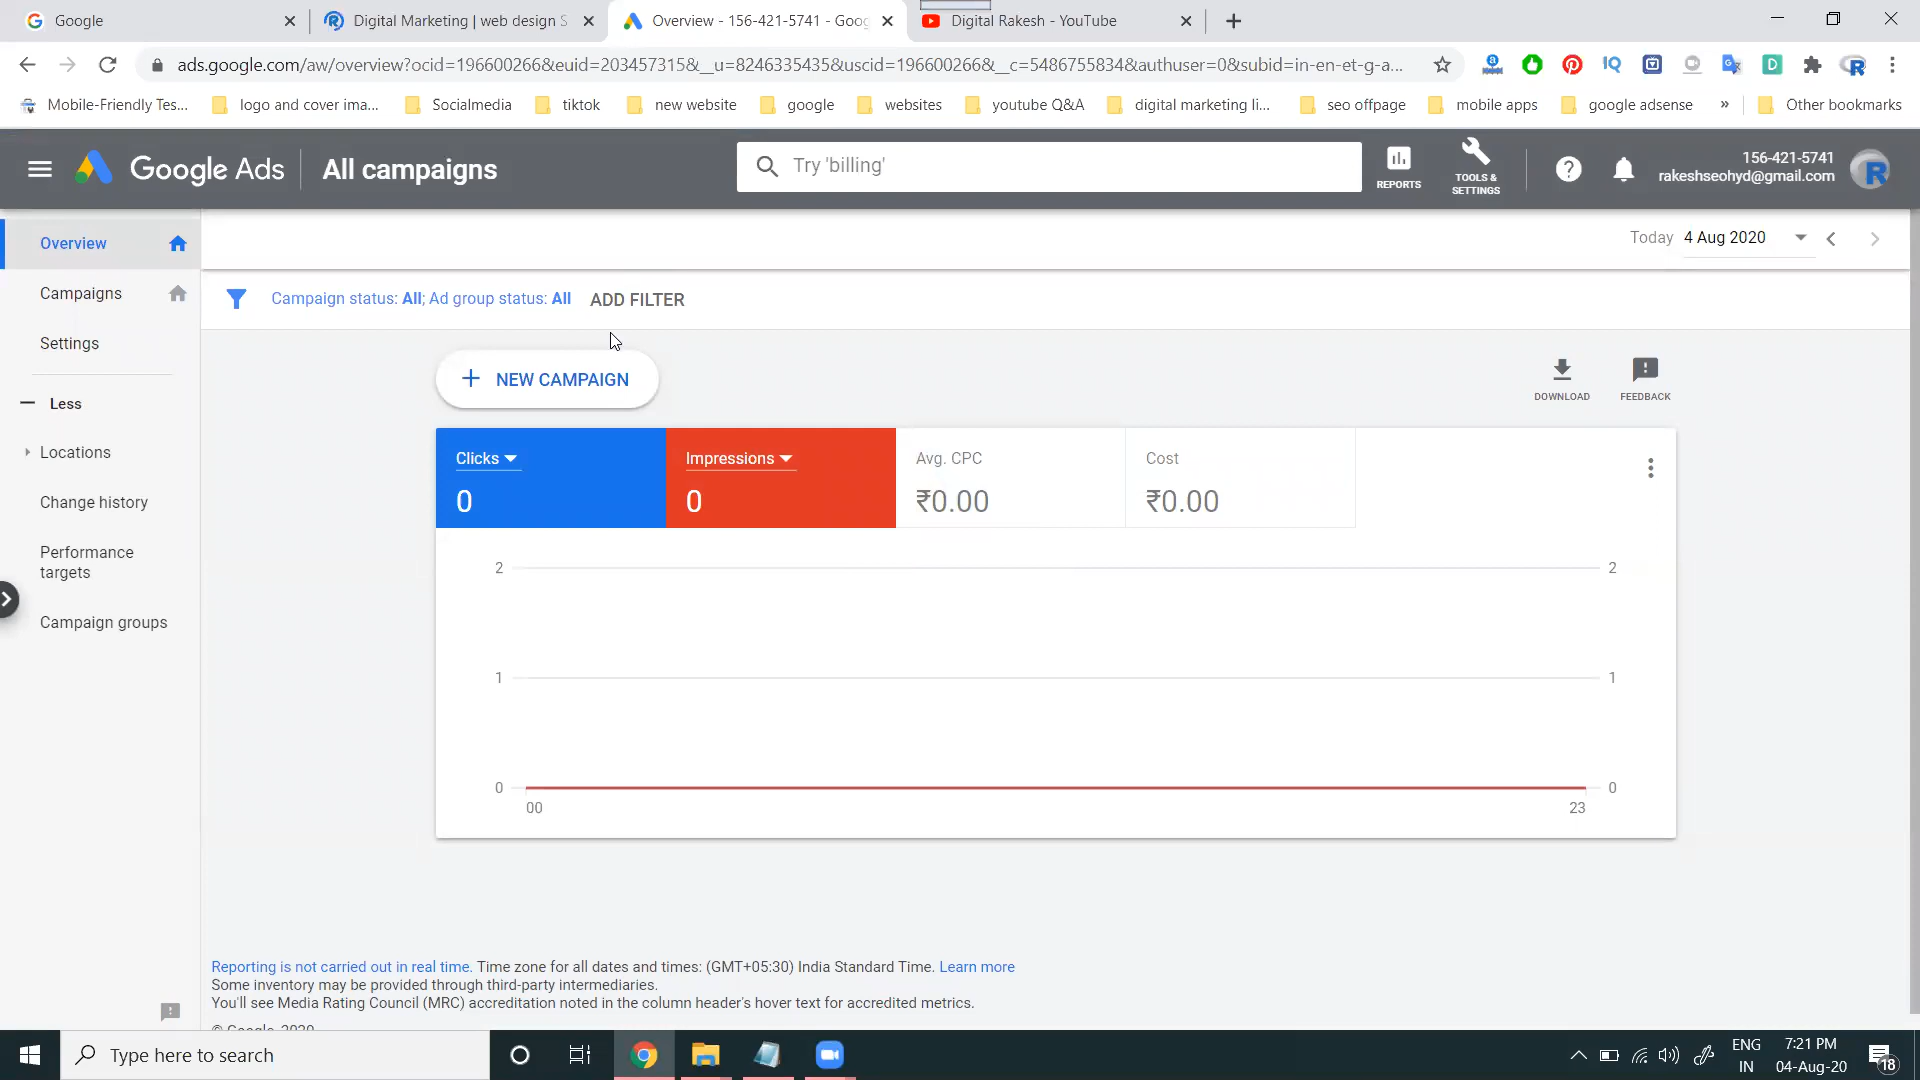 Google
Digital Marketing | web design S
Overview - 156-421-5741 - Goog
Digital Rakesh - YouTube
ads.google.com/aw/overview?ocid=196600266&euid=203457315&__u=8246335435&uscid=196600266&__c=5486755834&authuser=0&subid=in-en-et-g-a...
Mobile-Friendly Tes...
logo and cover ima...
Socialmedia
tiktok
new website
google
websites
youtube Q&A
digital marketing li...
seo offpage
mobile apps
google adsense
»
Other bookmarks
Google Ads
All campaigns
Try 'billing'
REPORTS
TOOLS &
SETTINGS
156-421-5741
rakeshseohyd@gmail.com
Overview
Campaigns
Settings
Less
Locations
Change history
Performance
targets
Campaign groups
Today 4 Aug 2020
Campaign status: All; Ad group status: All ADD FILTER
+ NEW CAMPAIGN
DOWNLOAD
FEEDBACK
Clicks
0
Impressions
0
Avg. CPC
₹0.00
Cost
₹0.00
2 2
1 1
0 0
00 23
Reporting is not carried out in real time. Time zone for all dates and times: (GMT+05:30) India Standard Time. Learn more
Some inventory may be provided through third-party intermediaries.
You'll see Media Rating Council (MRC) accreditation noted in the column header's hover text for accredited metrics.
© Google, 2020
Type here to search
ENG
IN
7:21 PM
04-Aug-20
18